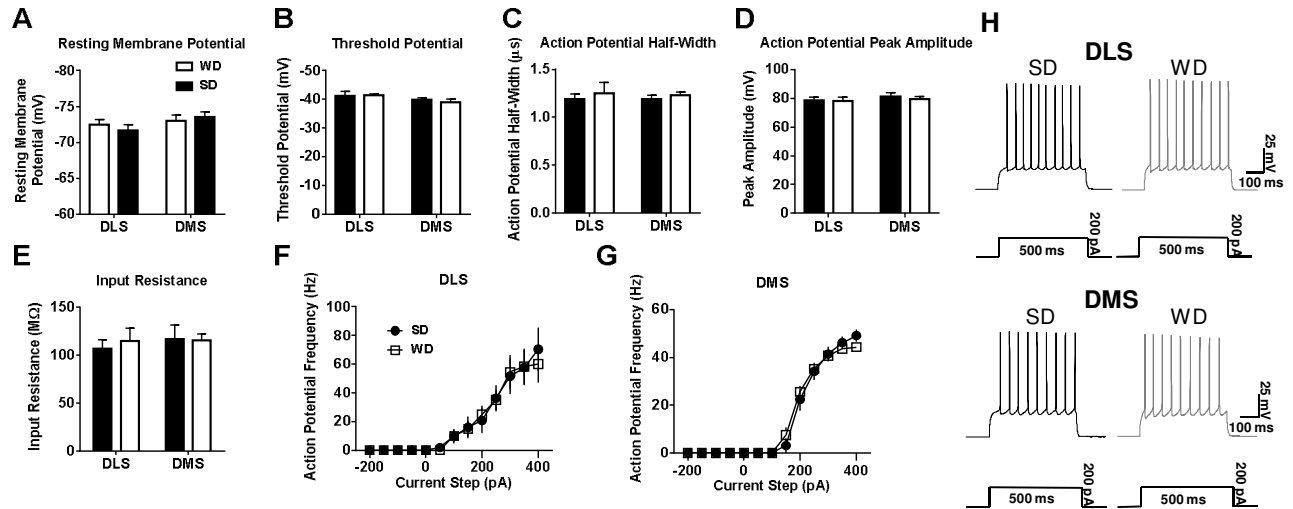 A
Resting Membrane Potential
WD
SD
Resting Membrane
Potential (mV)
-80
-75
-70
-65
-60
DLS
DMS
B
Threshold Potential
Threshold Potential (mV)
-50
-40
-30
-20
-10
0
DLS
DMS
C
Action Potential Half-Width
Action Potential Half-Width (µs)
1.5
1.0
0.5
0.0
DLS
DMS
D
Action Potential Peak Amplitude
Peak Amplitude (mV)
100
80
60
40
20
0
DLS
DMS
E
Input Resistance
Input Resistance (MΩ)
150
100
50
0
DLS
DMS
F
DLS
Action Potential Frequency (Hz)
100
80
60
40
20
0
SD
WD
-200
0
200
400
Current Step (pA)
G
DMS
Action Potential Frequency (Hz)
60
40
20
0
-200
0
200
400
Current Step (pA)
H
DLS
SD
WD
25 mV
100 ms
500 ms
200 pA
500 ms
200 pA
DMS
SD
WD
25 mV
100 ms
500 ms
200 pA
500 ms
200 pA